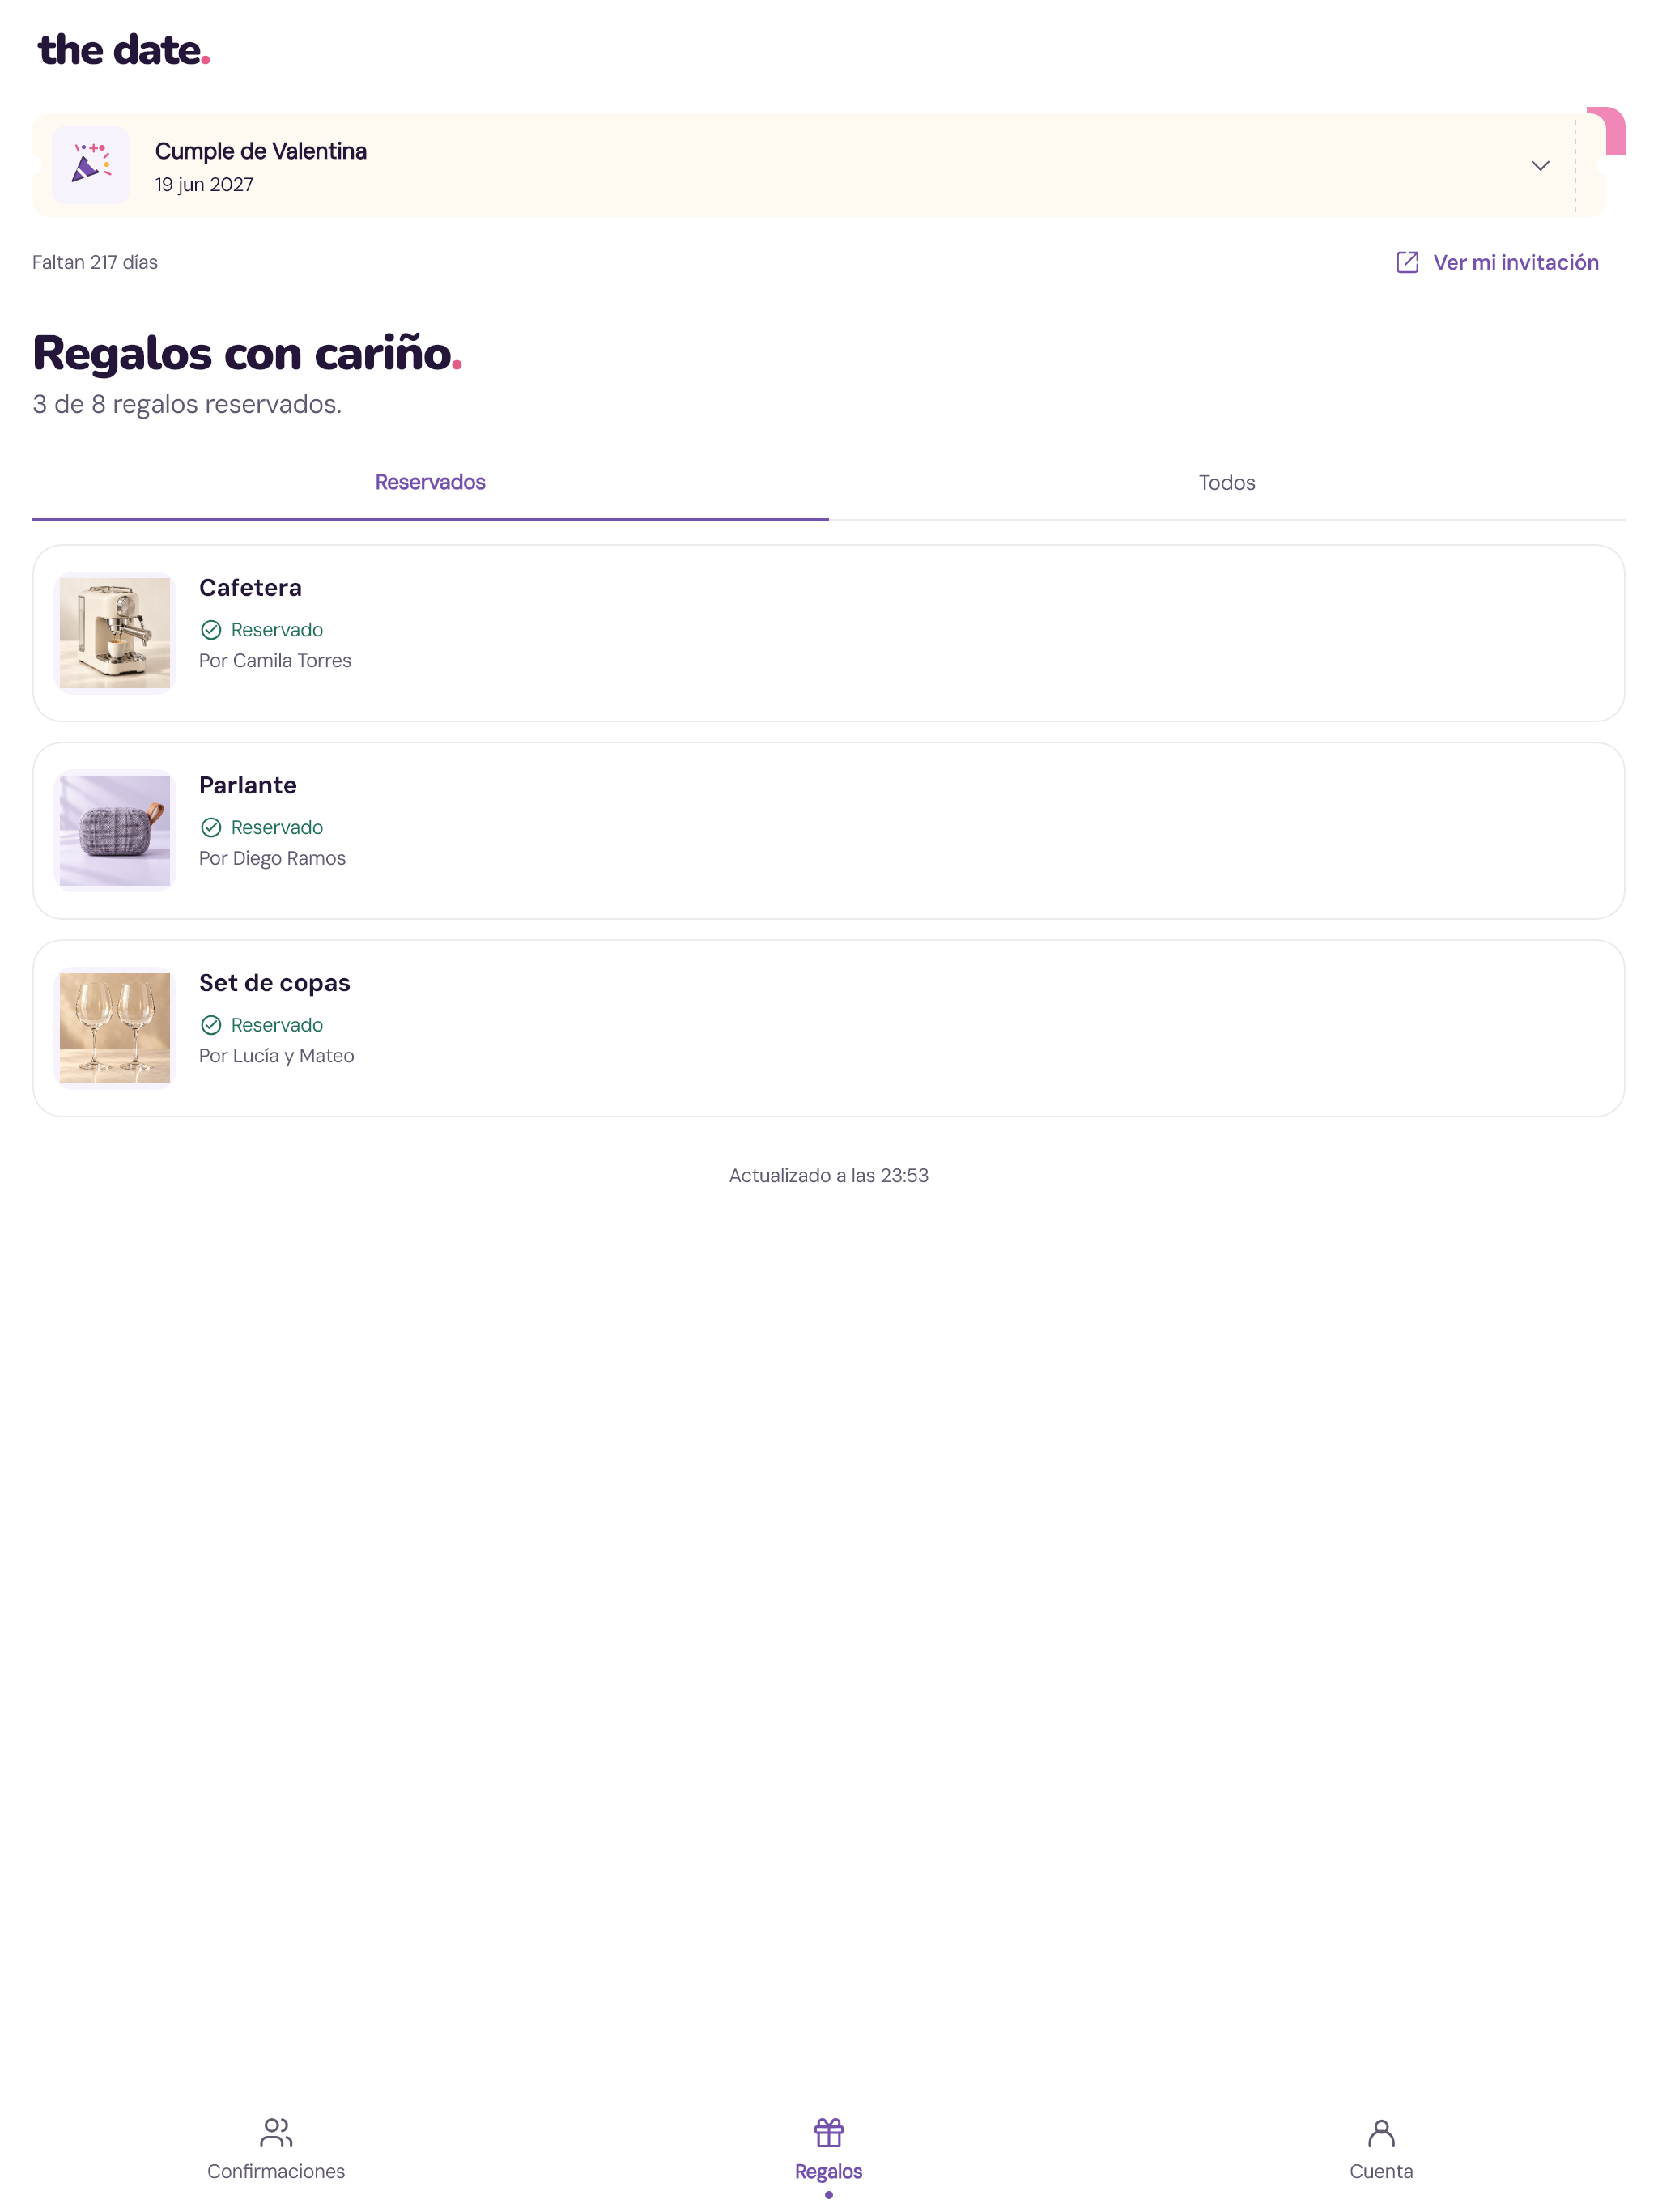 the date.
Cumple de Valentina
19 jun 2027
Faltan 217 días
Ver mi invitación
Regalos con cariño.
3 de 8 regalos reservados.
Reservados
Todos
Cafetera
Reservado
Por Camila Torres
Parlante
Reservado
Por Diego Ramos
Set de copas
Reservado
Por Lucía y Mateo
Actualizado a las 23:53
Confirmaciones
Regalos
Cuenta